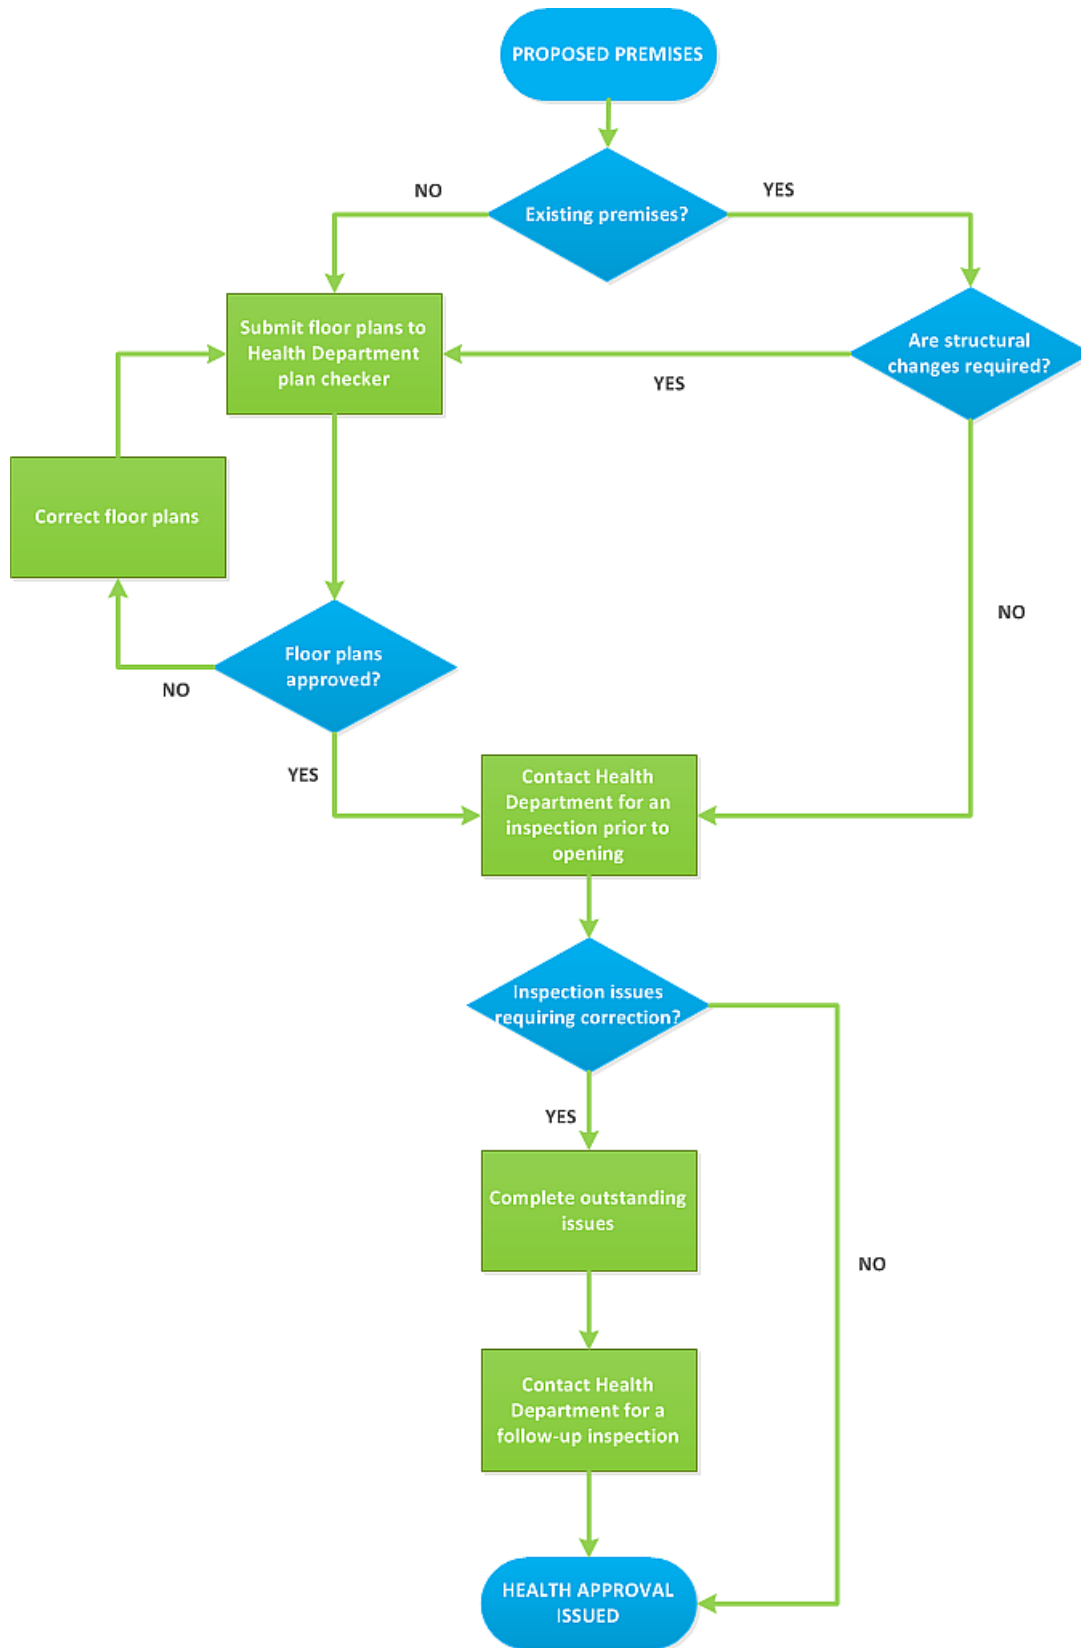 PROPOSED PREMISES
NO
YES
Existing premises?
Submit floor plans to
Health Department
plan checker
Are structural
changes required?
YES
Correct floor plans
NO
Floor plans
approved?
NO
YES
Contact Health
Department for an
inspection prior to
opening
Inspection issues
requiring correction?
YES
Complete outstanding
issues
NO
Contact Health
Department for a
follow-up inspection
HEALTH APPROVAL
ISSUED